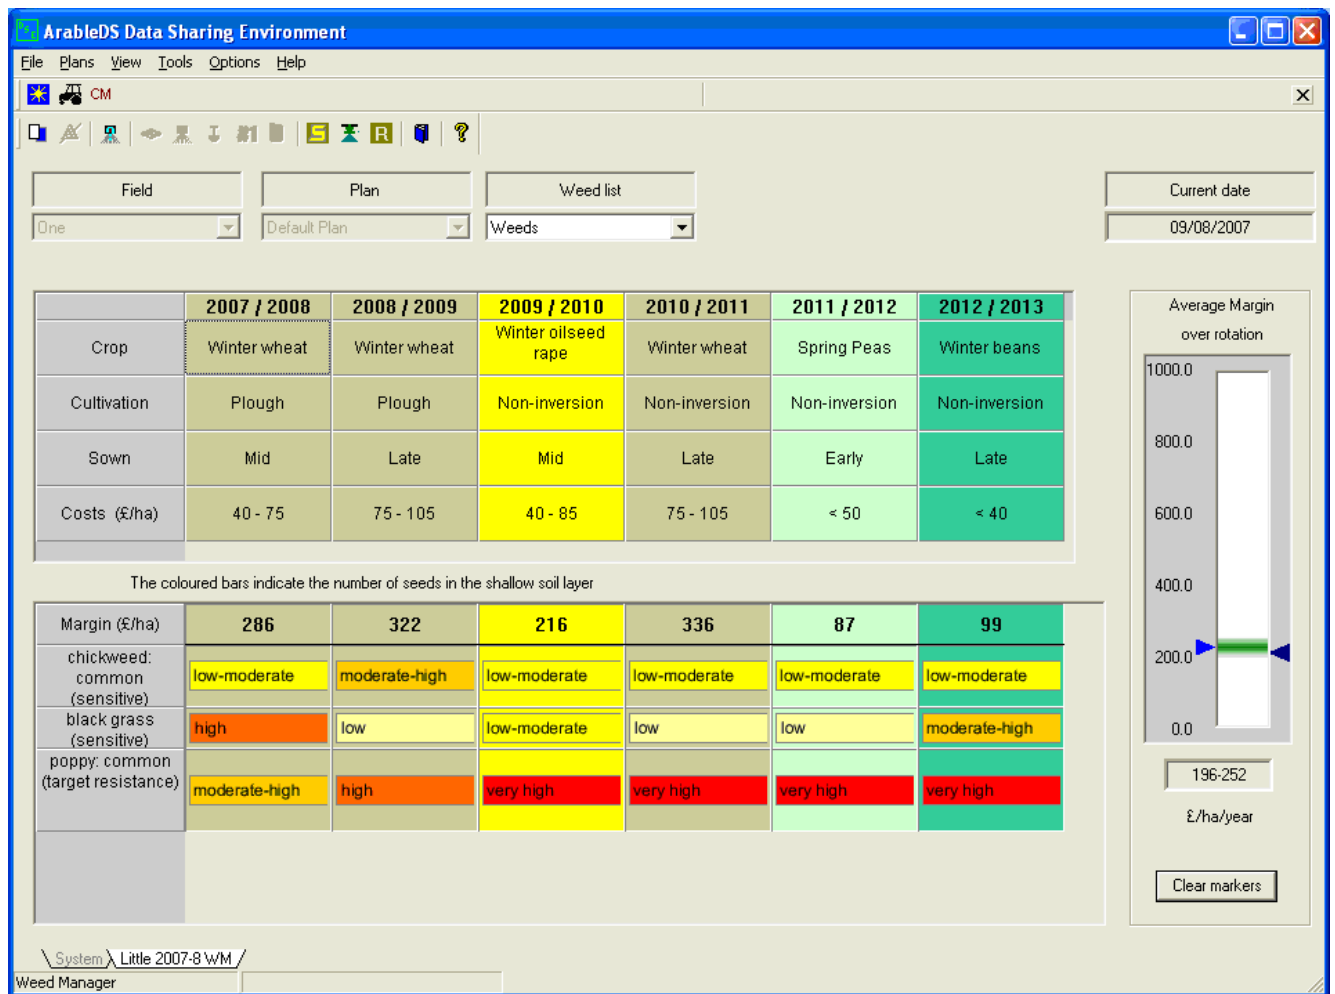 ArableDS Data Sharing Environment
File Plans View Tools Options Help
CM
Field Plan Weed list Current date
One Default Plan Weeds 09/08/2007
2007 / 2008 2008 / 2009 2009 / 2010 2010 / 2011 2011 / 2012 2012 / 2013
Crop Winter wheat Winter wheat Winter oilseed rape Winter wheat Spring Peas Winter beans
Cultivation Plough Plough Non-inversion Non-inversion Non-inversion Non-inversion
Sown Mid Late Mid Late Early Late
Costs (£/ha) 40 - 75 75 - 105 40 - 85 75 - 105 < 50 < 40
The coloured bars indicate the number of seeds in the shallow soil layer
Margin (£/ha) 286 322 216 336 87 99
chickweed: common (sensitive) low-moderate moderate-high low-moderate low-moderate low-moderate low-moderate
black grass (sensitive) high low low-moderate low low moderate-high
poppy: common (target resistance) moderate-high high very high very high very high very high
Average Margin
over rotation
1000.0
800.0
600.0
400.0
200.0
0.0
196-252
£/ha/year
Clear markers
System Little 2007-8 WM
Weed Manager